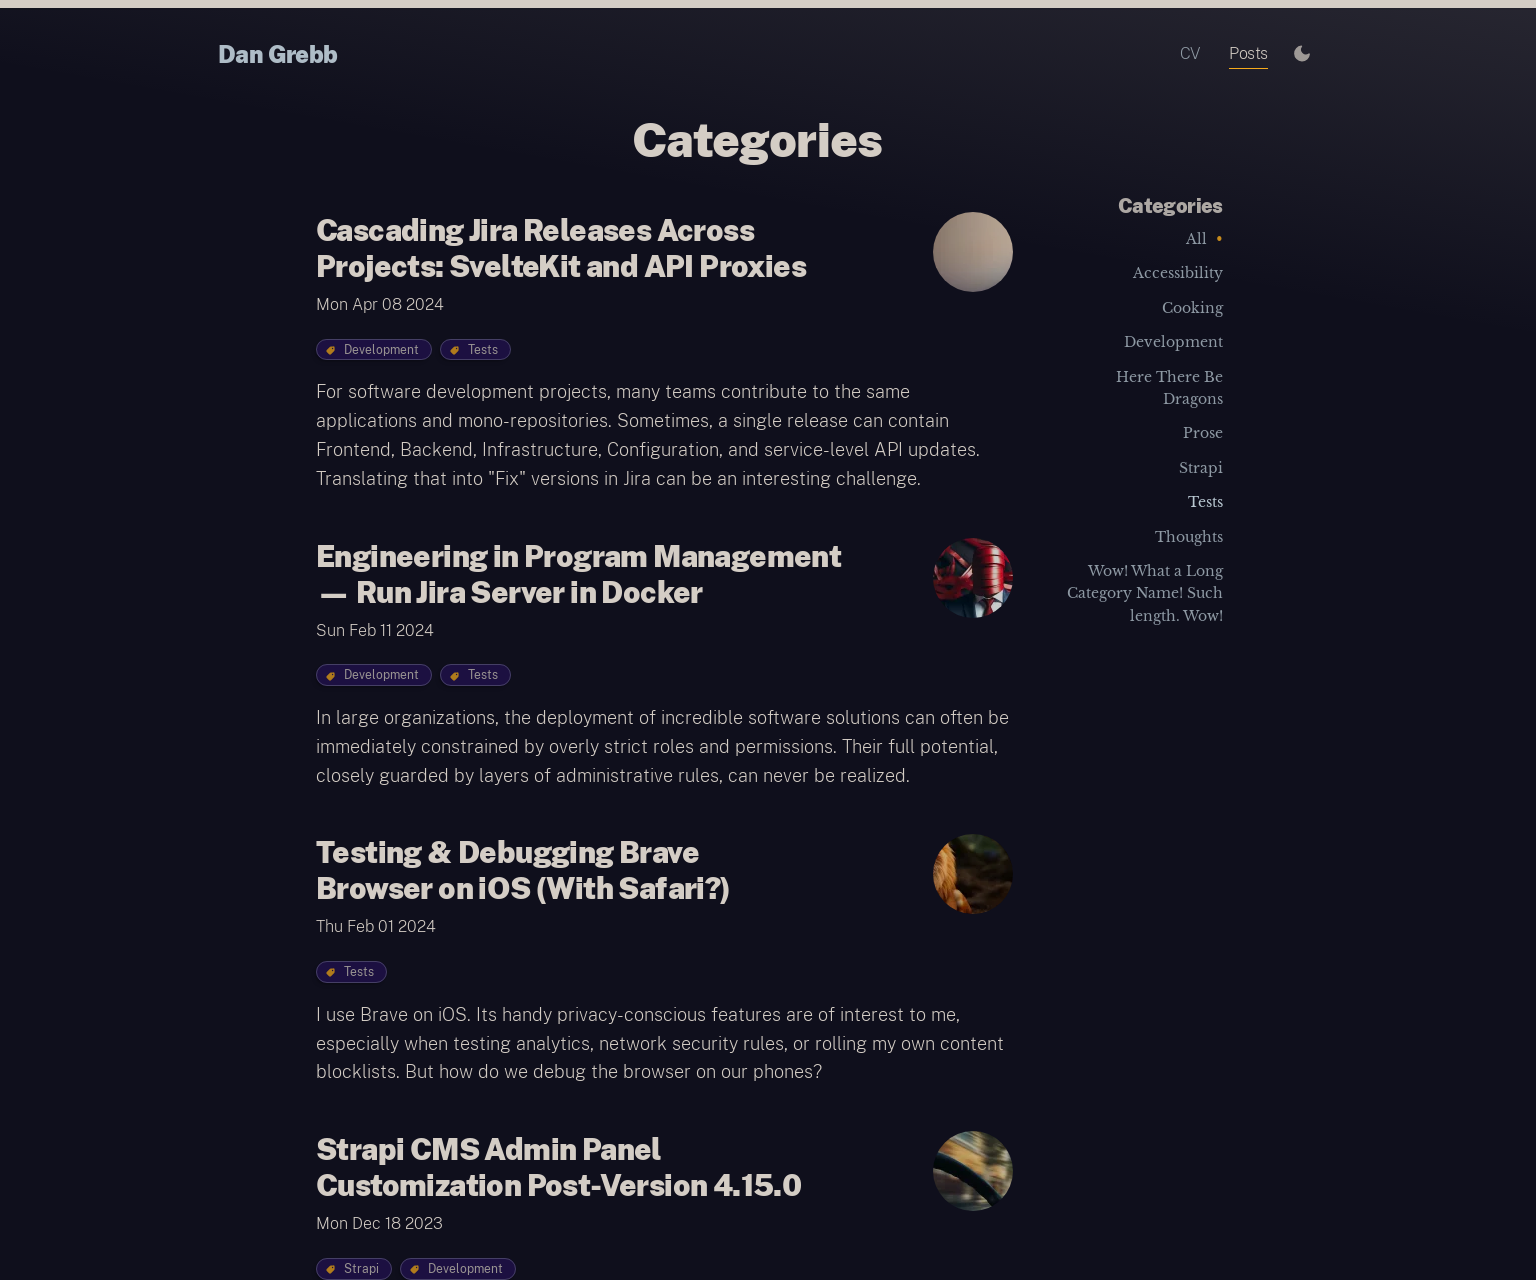 Dan Grebb
CV
Posts
Categories
Cascading Jira Releases Across
Projects: SvelteKit and API Proxies
Mon Apr 08 2024
Development
Tests
For software development projects, many teams contribute to the same
applications and mono-repositories. Sometimes, a single release can contain
Frontend, Backend, Infrastructure, Configuration, and service-level API updates.
Translating that into "Fix" versions in Jira can be an interesting challenge.
Engineering in Program Management
— Run Jira Server in Docker
Sun Feb 11 2024
Development
Tests
In large organizations, the deployment of incredible software solutions can often be
immediately constrained by overly strict roles and permissions. Their full potential,
closely guarded by layers of administrative rules, can never be realized.
Testing & Debugging Brave
Browser on iOS (With Safari?)
Thu Feb 01 2024
Tests
I use Brave on iOS. Its handy privacy-conscious features are of interest to me,
especially when testing analytics, network security rules, or rolling my own content
blocklists. But how do we debug the browser on our phones?
Strapi CMS Admin Panel
Customization Post-Version 4.15.0
Mon Dec 18 2023
Strapi
Development
Categories
All •
Accessibility
Cooking
Development
Here There Be
Dragons
Prose
Strapi
Tests
Thoughts
Wow! What a Long
Category Name! Such
length. Wow!